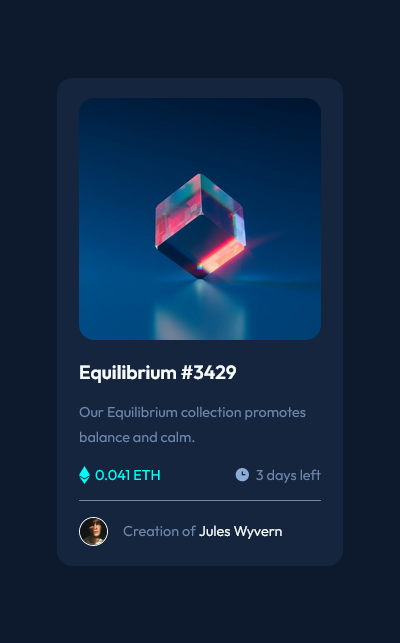 Equilibrium #3429
Our Equilibrium collection promotes
balance and calm.
0.041 ETH 3 days left
Creation of Jules Wyvern